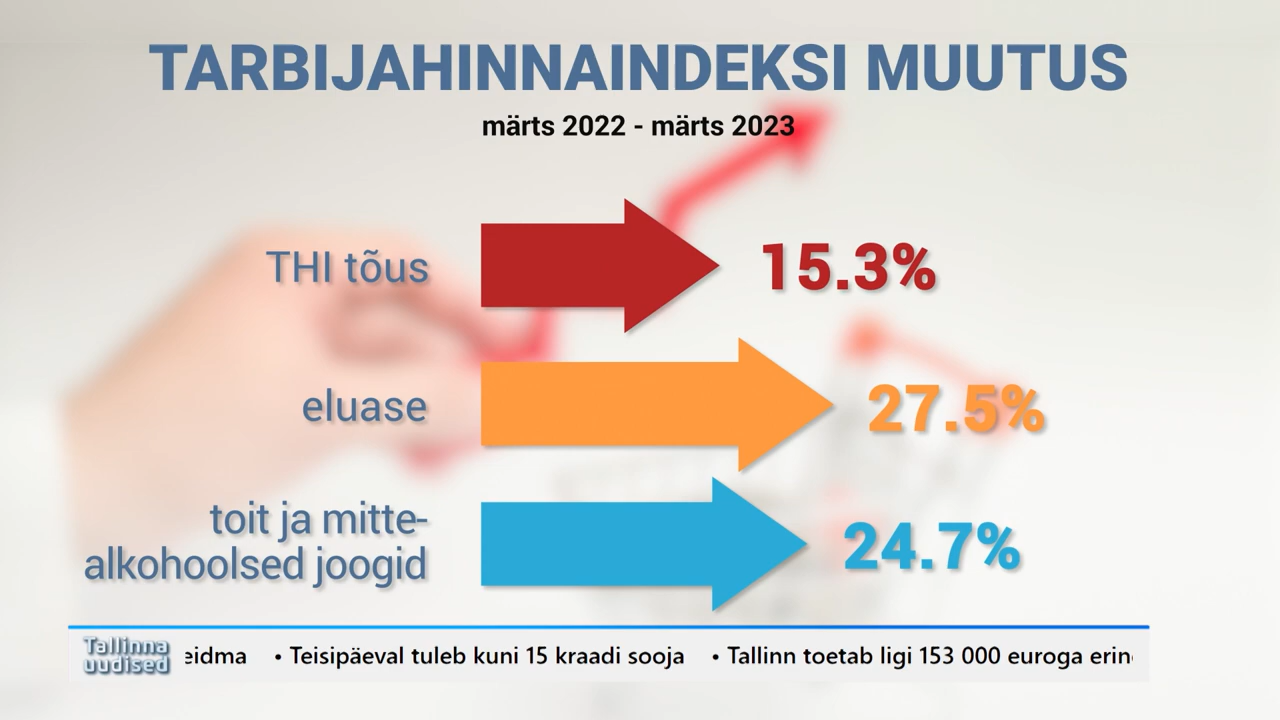 TARBIJAHINNAINDEKSI MUUTUS
märts 2022 - märts 2023
THI tõus
15.3%
eluase
27.5%
toit ja mitte-
alkohoolsed joogid
24.7%
Tallinna
uudised
eidma • Teisipäeval tuleb kuni 15 kraadi sooja • Tallinn toetab ligi 153 000 euroga erin